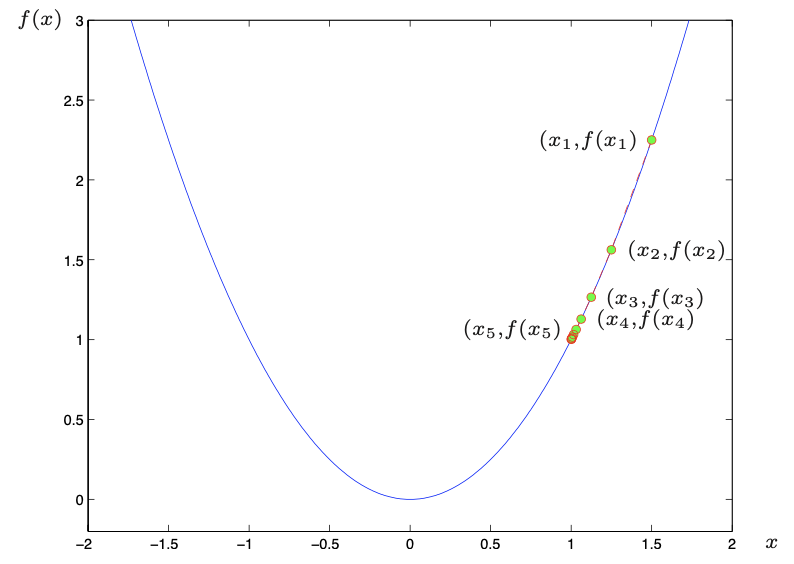 f(x)
3
2.5
(x₁,f(x₁)
2
(x₂,f(x₂)
1.5
(x₃,f(x₃)
(x₄,f(x₄)
(x₅,f(x₅)
1
0.5
0
−2 −1.5 −1 −0.5 0 0.5 1 1.5 2 x